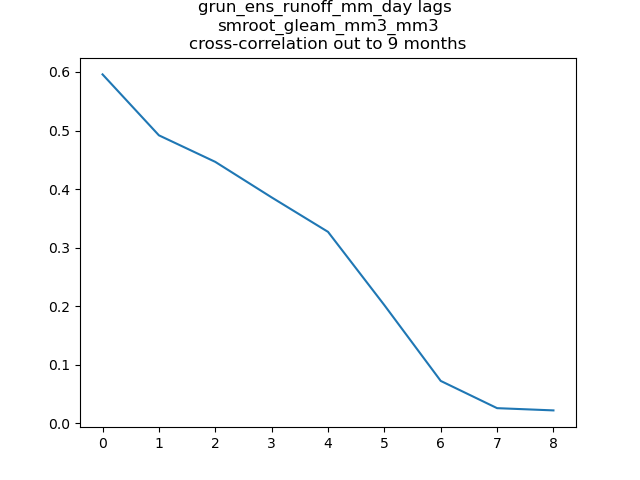 grun_ens_runoff_mm_day lags
smroot_gleam_mm3_mm3
cross-correlation out to 9 months
0.6
0.5
0.4
0.3
0.2
0.1
0.0
0 1 2 3 4 5 6 7 8